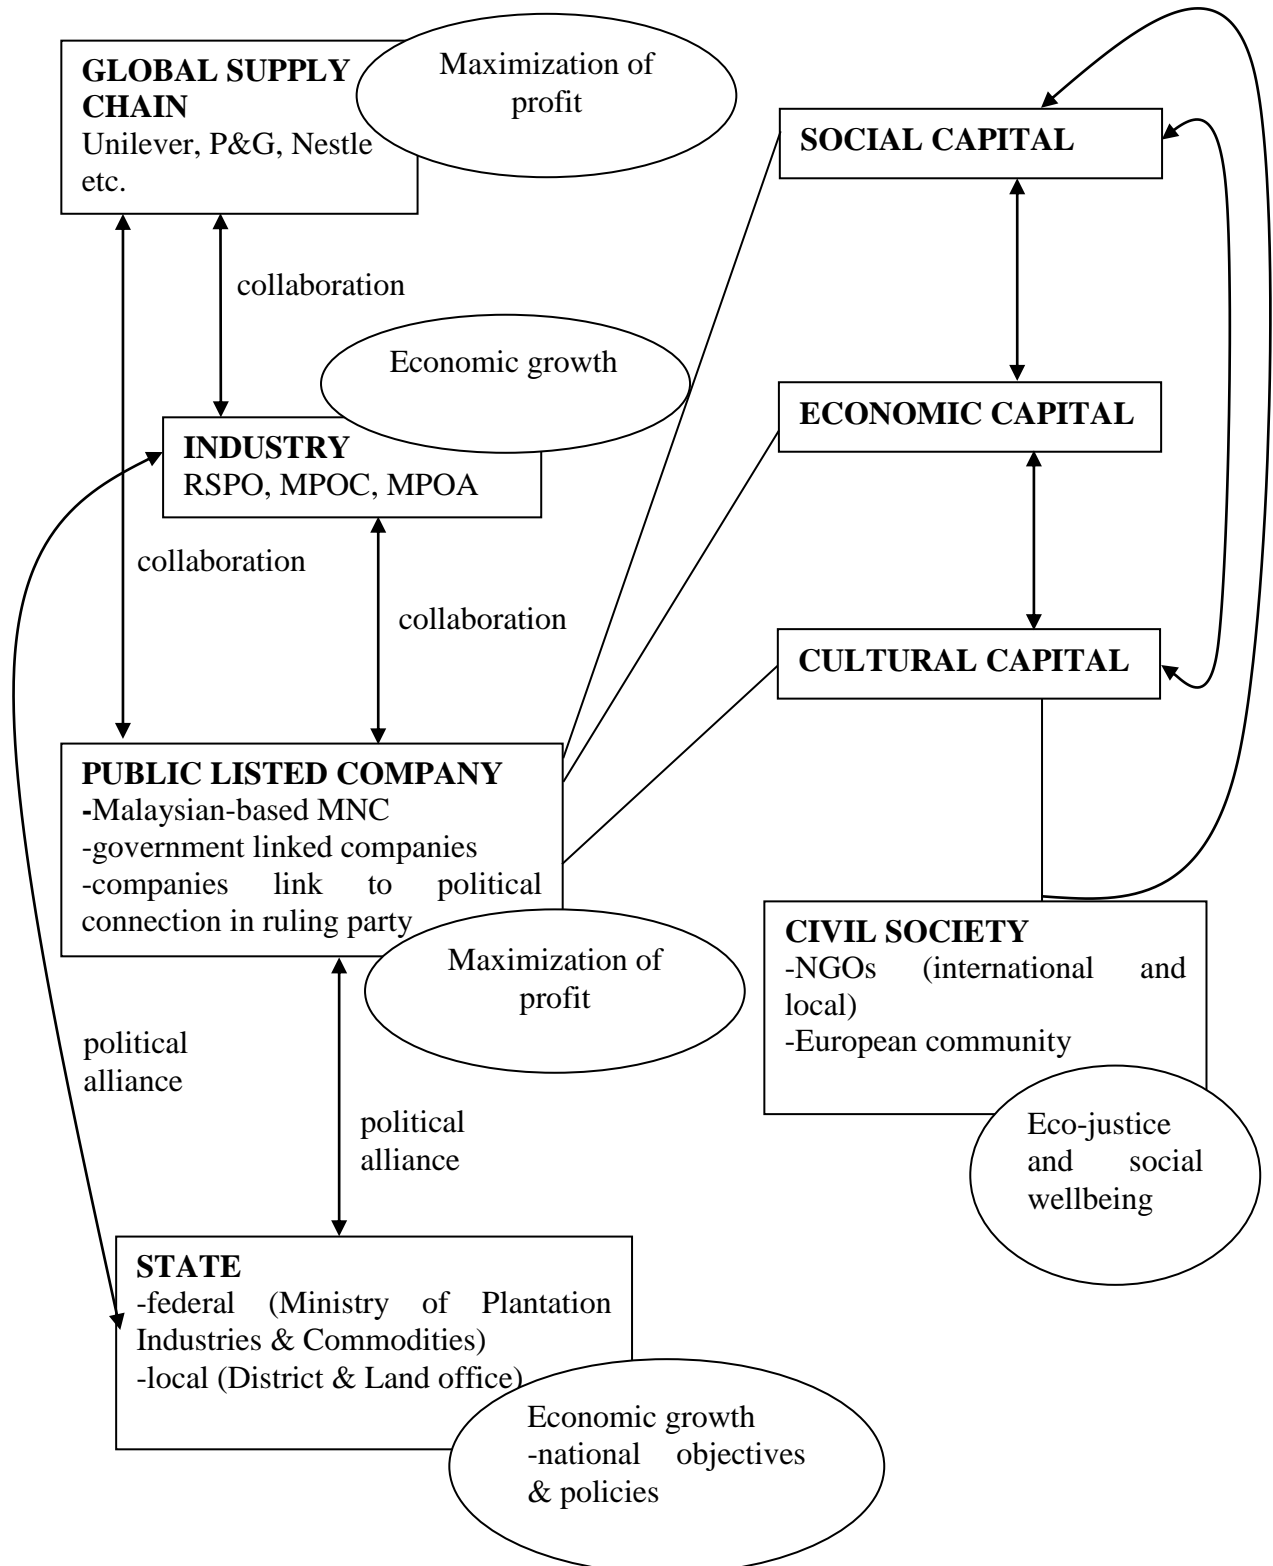 GLOBAL SUPPLY
CHAIN
Unilever, P&G, Nestle
etc.
Maximization of
profit
SOCIAL CAPITAL
collaboration
Economic growth
ECONOMIC CAPITAL
INDUSTRY
RSPO, MPOC, MPOA
collaboration
collaboration
CULTURAL CAPITAL
PUBLIC LISTED COMPANY
-Malaysian-based MNC
-government linked companies
-companies link to political
connection in ruling party
Maximization of
profit
CIVIL SOCIETY
-NGOs (international and
local)
-European community
Eco-justice
and social
wellbeing
political
alliance
political
alliance
STATE
-federal (Ministry of Plantation
Industries & Commodities)
-local (District & Land office)
Economic growth
-national objectives
& policies